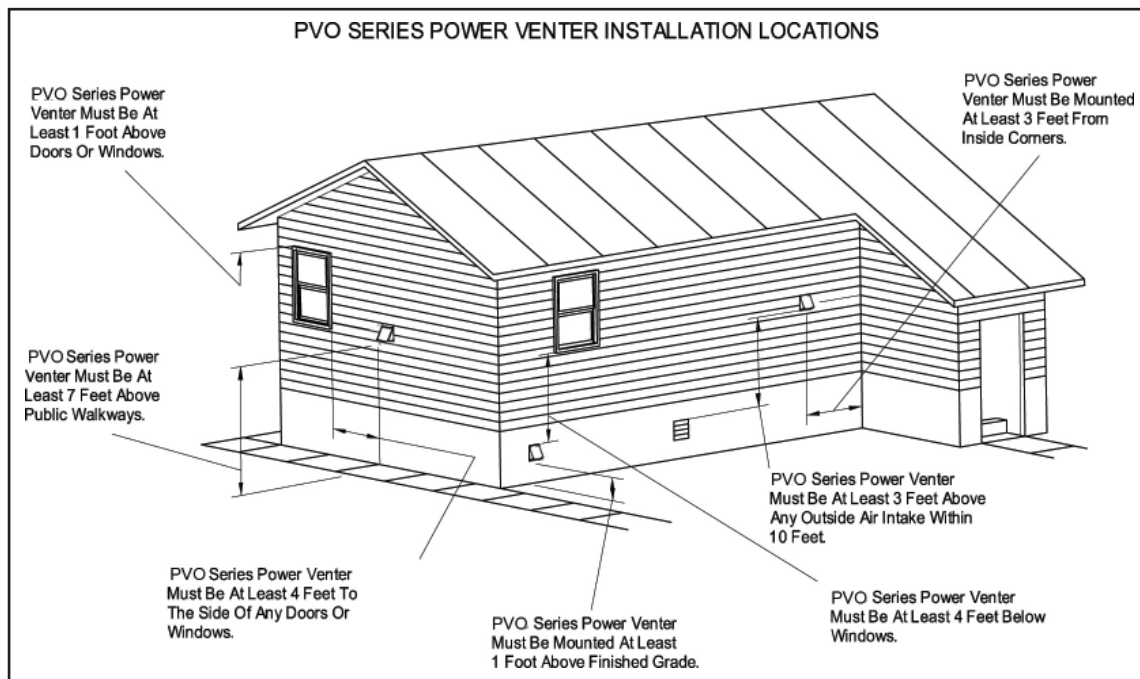 PVO SERIES POWER VENTER INSTALLATION LOCATIONS
PVO Series Power
Venter Must Be At
Least 1 Foot Above
Doors Or Windows.
PVO Series Power
Venter Must Be Mounted
At Least 3 Feet From
Inside Corners.
PVO Series Power
Venter Must Be At
Least 7 Feet Above
Public Walkways.
PVO Series Power Venter
Must Be At Least 3 Feet Above
Any Outside Air Intake Within
10 Feet.
PVO Series Power Venter
Must Be At Least 4 Feet To
The Side Of Any Doors Or
Windows.
PVO. Series Power Venter
Must Be Mounted At Least
1 Foot Above Finished Grade.
PVO Series Power Venter
Must Be At Least 4 Feet Below
Windows.